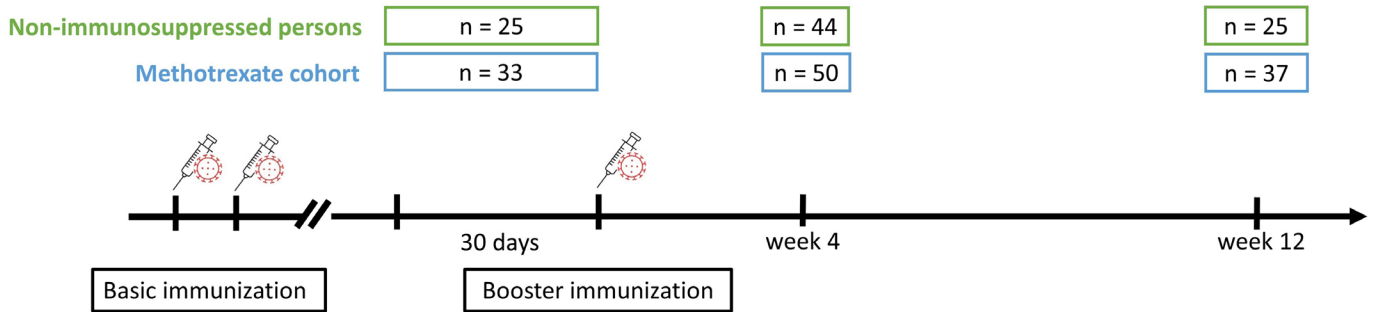 Non-immunosuppressed persons n = 25 n = 44 n = 25
Methotrexate cohort n = 33 n = 50 n = 37
30 days week 4 week 12
Basic immunization Booster immunization